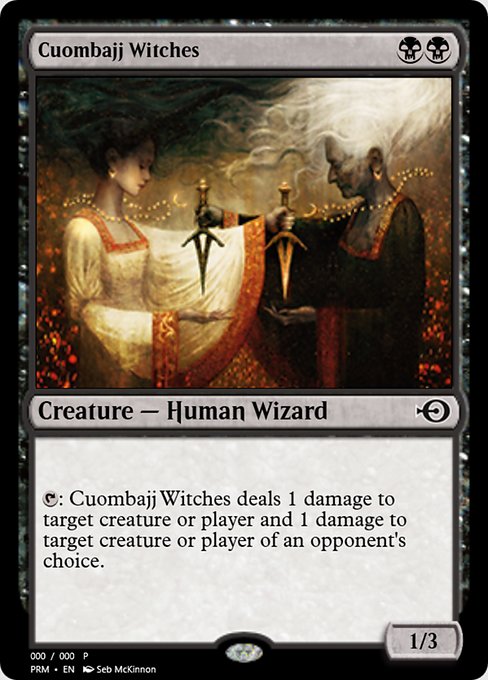 Cuombajj Witches
Creature — Human Wizard
: Cuombajj Witches deals 1 damage to
target creature or player and 1 damage to
target creature or player of an opponent's
choice.
1/3
000 / 000 P
PRM • EN Seb McKinnon